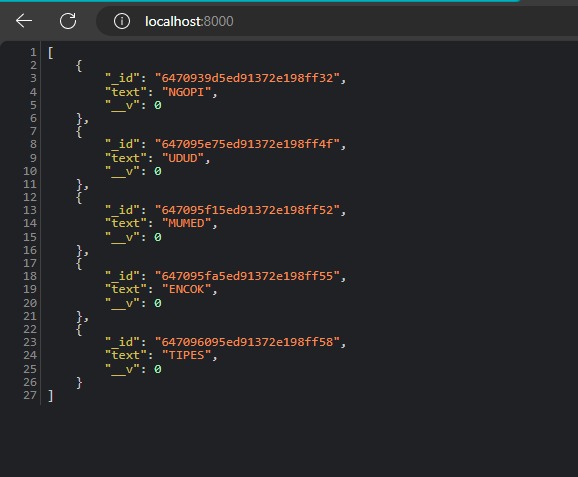 localhost:8000
1 [
2     {
3         "_id": "6470939d5ed91372e198ff32",
4         "text": "NGOPI",
5         "__v": 0
6     },
7     {
8         "_id": "647095e75ed91372e198ff4f",
9         "text": "UDUD",
10         "__v": 0
11     },
12     {
13         "_id": "647095f15ed91372e198ff52",
14         "text": "MUMED",
15         "__v": 0
16     },
17     {
18         "_id": "647095fa5ed91372e198ff55",
19         "text": "ENCOK",
20         "__v": 0
21     },
22     {
23         "_id": "647096095ed91372e198ff58",
24         "text": "TIPES",
25         "__v": 0
26     }
27 ]